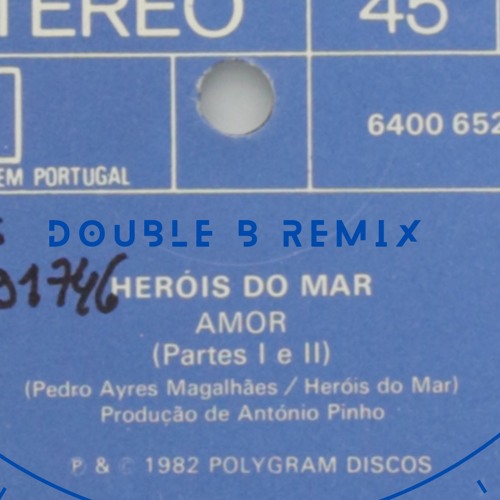 TEREO 45
6400 652
EM PORTUGAL
DOUBLE B REMIX
91746
HERÓIS DO MAR
AMOR
(Partes I e II)
(Pedro Ayres Magalhães / Heróis do Mar)
Produção de António Pinho
℗ & © 1982 POLYGRAM DISCOS